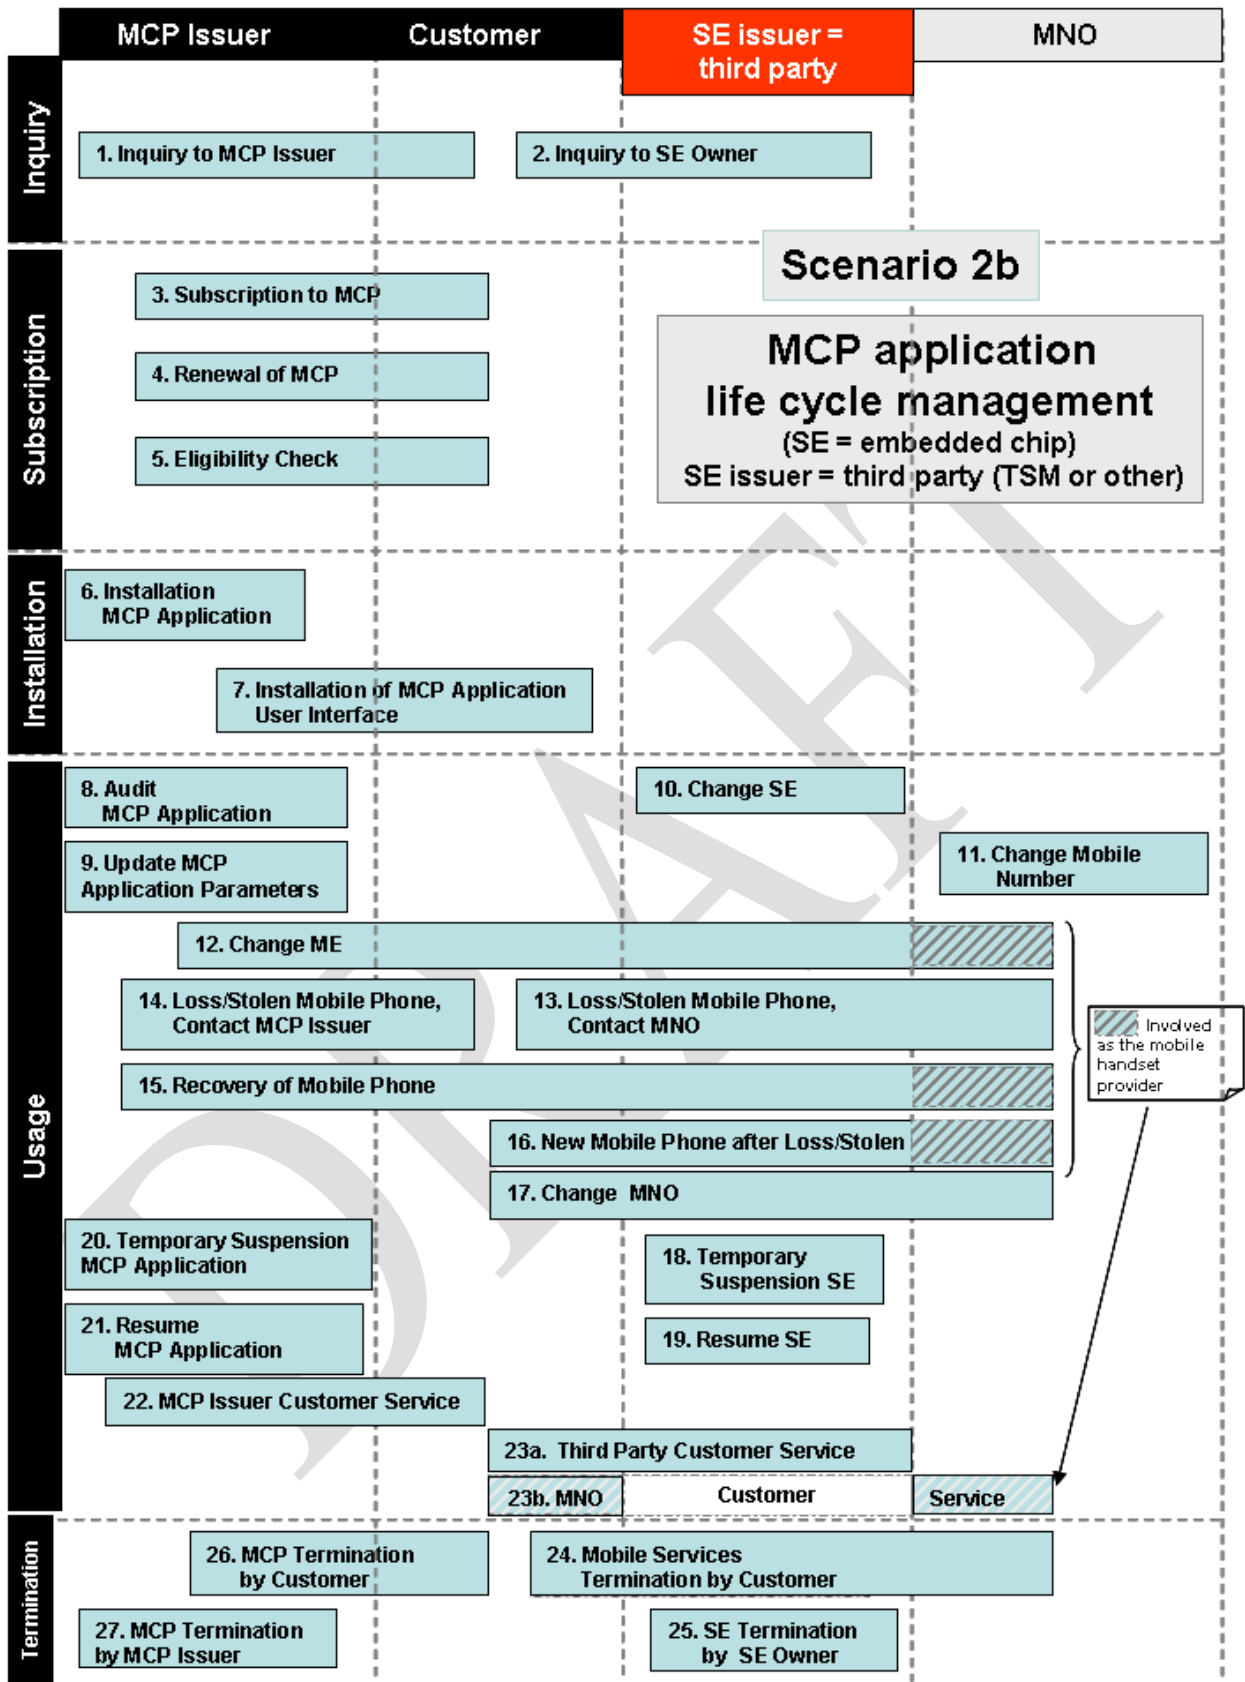 MCP Issuer
Customer
SE issuer =
third party
MNO
Inquiry
1. Inquiry to MCP Issuer
2. Inquiry to SE Owner
Scenario 2b
Subscription
3. Subscription to MCP
4. Renewal of MCP
5. Eligibility Check
MCP application
life cycle management
(SE = embedded chip)
SE issuer = third party (TSM or other)
Installation
6. Installation
MCP Application
7. Installation of MCP Application
User Interface
Usage
8. Audit
MCP Application
10. Change SE
9. Update MCP
Application Parameters
11. Change Mobile
Number
12. Change ME
14. Loss/Stolen Mobile Phone,
Contact MCP Issuer
13. Loss/Stolen Mobile Phone,
Contact MNO
Involved
as the mobile
handset
provider
15. Recovery of Mobile Phone
16. New Mobile Phone after Loss/Stolen
17. Change MNO
20. Temporary Suspension
MCP Application
18. Temporary
Suspension SE
21. Resume
MCP Application
19. Resume SE
22. MCP Issuer Customer Service
23a. Third Party Customer Service
23b. MNO Customer Service
Termination
26. MCP Termination
by Customer
24. Mobile Services
Termination by Customer
27. MCP Termination
by MCP Issuer
25. SE Termination
by SE Owner
DRAFT